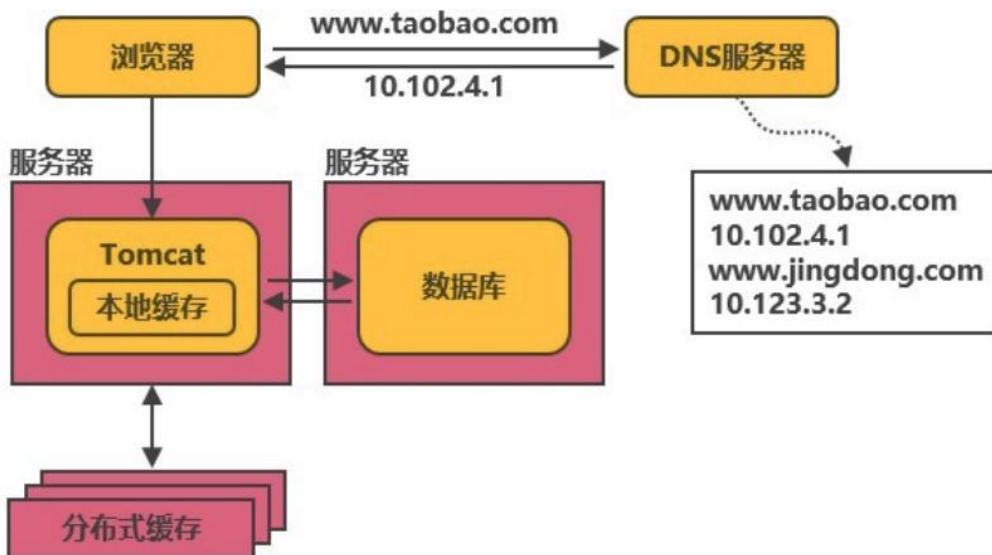 www.taobao.com
浏览器
DNS服务器
10.102.4.1
服务器
服务器
www.taobao.com
10.102.4.1
www.jingdong.com
10.123.3.2
Tomcat
本地缓存
数据库
分布式缓存